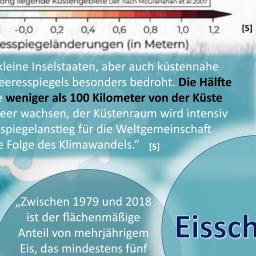 liegender Küstengebiete Def. nach McGranahan et al.2007
-0,0 0,2 0,4 0,6 0,8 1,0 1,2 [5]
esspiegeländerungen (in Metern)
kleine Inselstaaten, aber auch küstennahe
eeresspiegels besonders bedroht. Die Hälfte
weniger als 100 Kilometer von der Küste
eer wachsen, der Küstenraum wird intensiv
spiegelanstieg für die Weltgemeinschaft
e Folge des Klimawandels.“ [5]
„Zwischen 1979 und 2018
ist der flächenmäßige
Anteil von mehrjährigem
Eis, das mindestens fünf
Eissch